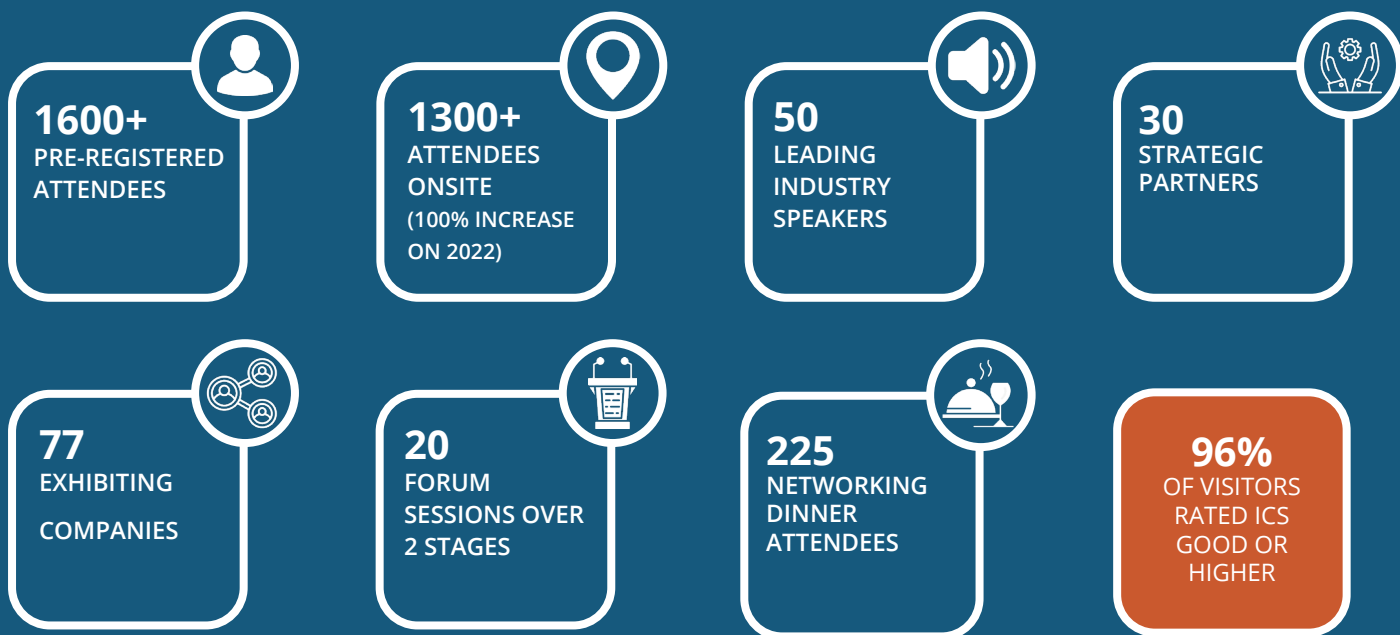 1600+
PRE-REGISTERED
ATTENDEES
1300+
ATTENDEES
ONSITE
(100% INCREASE
ON 2022)
50
LEADING
INDUSTRY
SPEAKERS
30
STRATEGIC
PARTNERS
77
EXHIBITING
COMPANIES
20
FORUM
SESSIONS OVER
2 STAGES
225
NETWORKING
DINNER
ATTENDEES
96%
OF VISITORS
RATED ICS
GOOD OR
HIGHER